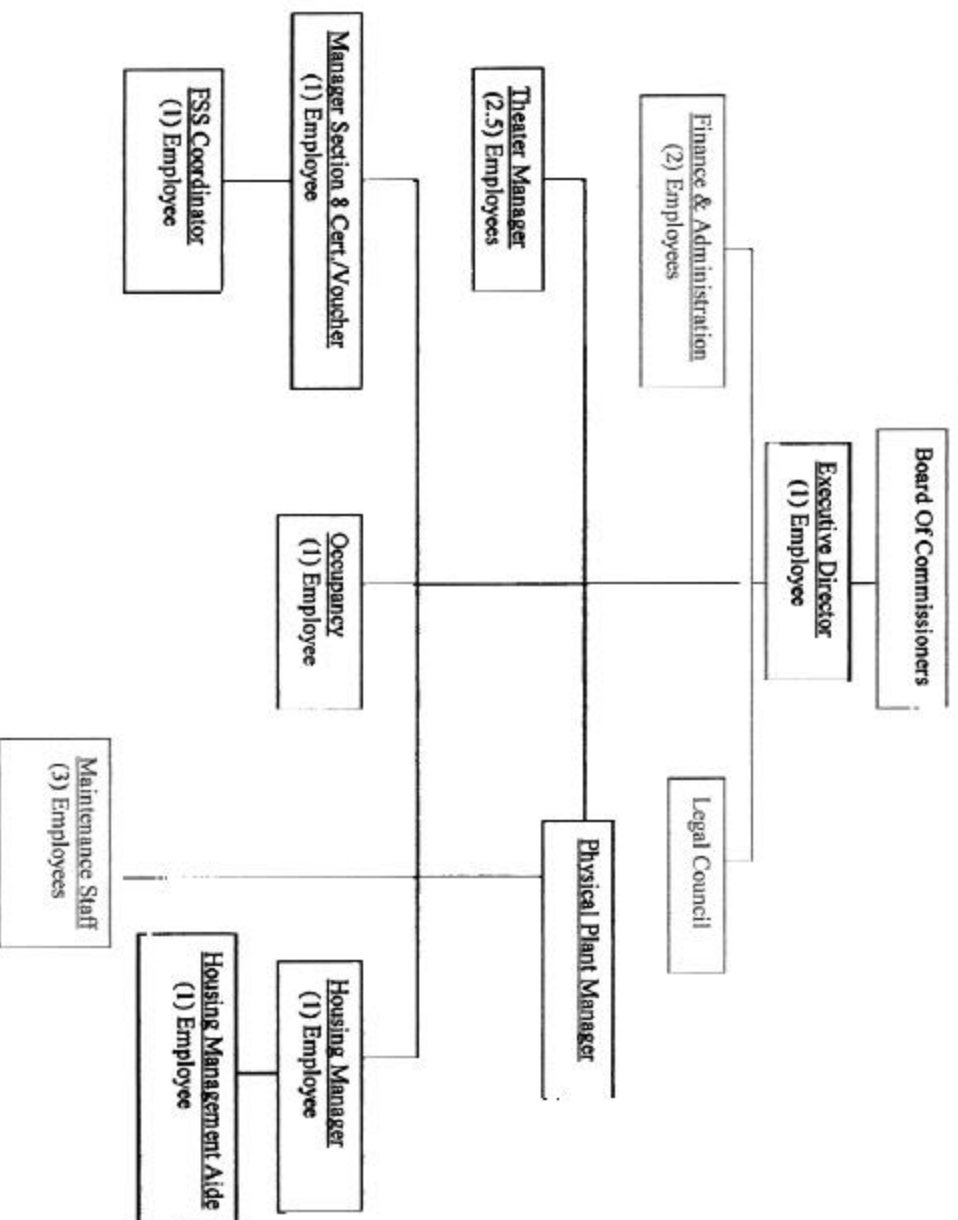 Board Of Commissioners
Executive Director
(1) Employee
Finance & Administration
(2) Employees
Legal Council
Theater Manager
(2.5) Employees
Physical Plant Manager
Manager Section 8 Cert./Voucher
(1) Employee
Occupancy
(1) Employee
Housing Manager
(1) Employee
FSS Coordinator
(1) Employee
Housing Management Aide
(1) Employee
Maintenance Staff
(3) Employees